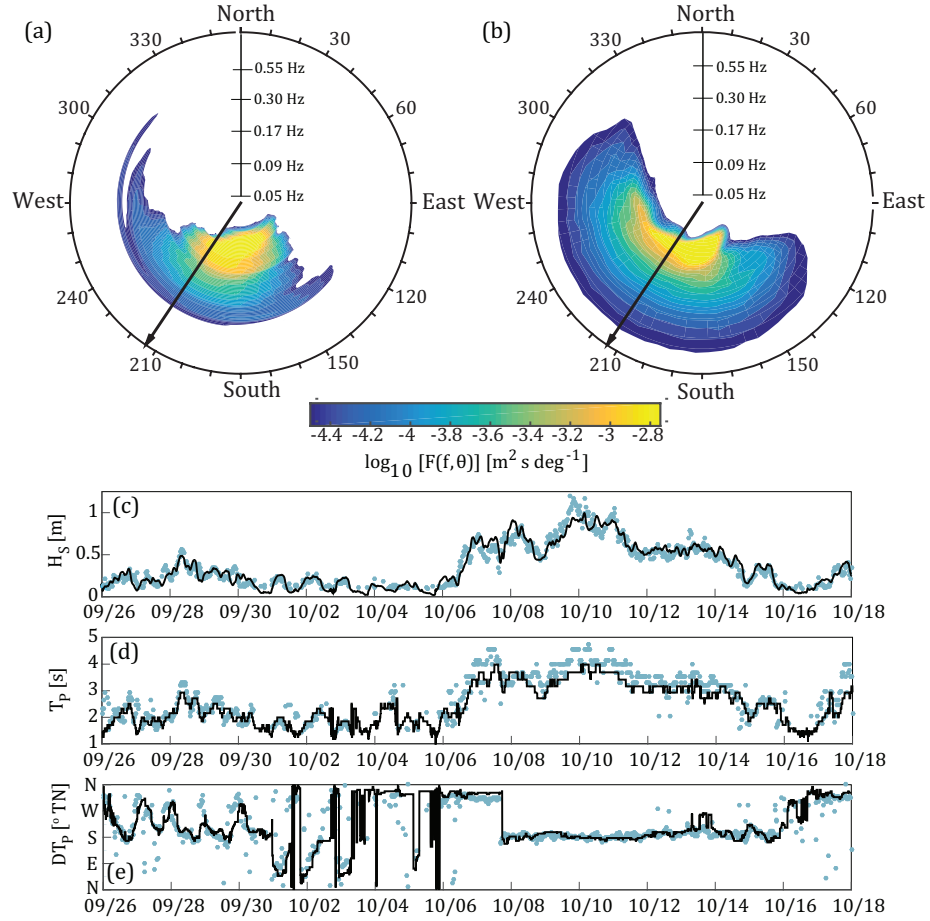 (a)
North
330
30
0.55 Hz
300
0.30 Hz
60
0.17 Hz
0.09 Hz
West
0.05 Hz
East
240
120
210
150
South
(b)
North
330
30
0.55 Hz
300
0.30 Hz
60
0.17 Hz
0.09 Hz
West
0.05 Hz
East
240
120
210
150
South
-4.4 -4.2 -4 -3.8 -3.6 -3.4 -3.2 -3 -2.8
log10 [F(f,θ)] [m² s deg⁻¹]
(c)
HS [m]
1
0.5
0
09/26 09/28 09/30 10/02 10/04 10/06 10/08 10/10 10/12 10/14 10/16 10/18
(d)
TP [s]
5
4
3
2
1
09/26 09/28 09/30 10/02 10/04 10/06 10/08 10/10 10/12 10/14 10/16 10/18
(e)
DTP [° TN]
N
W
S
E
N
09/26 09/28 09/30 10/02 10/04 10/06 10/08 10/10 10/12 10/14 10/16 10/18